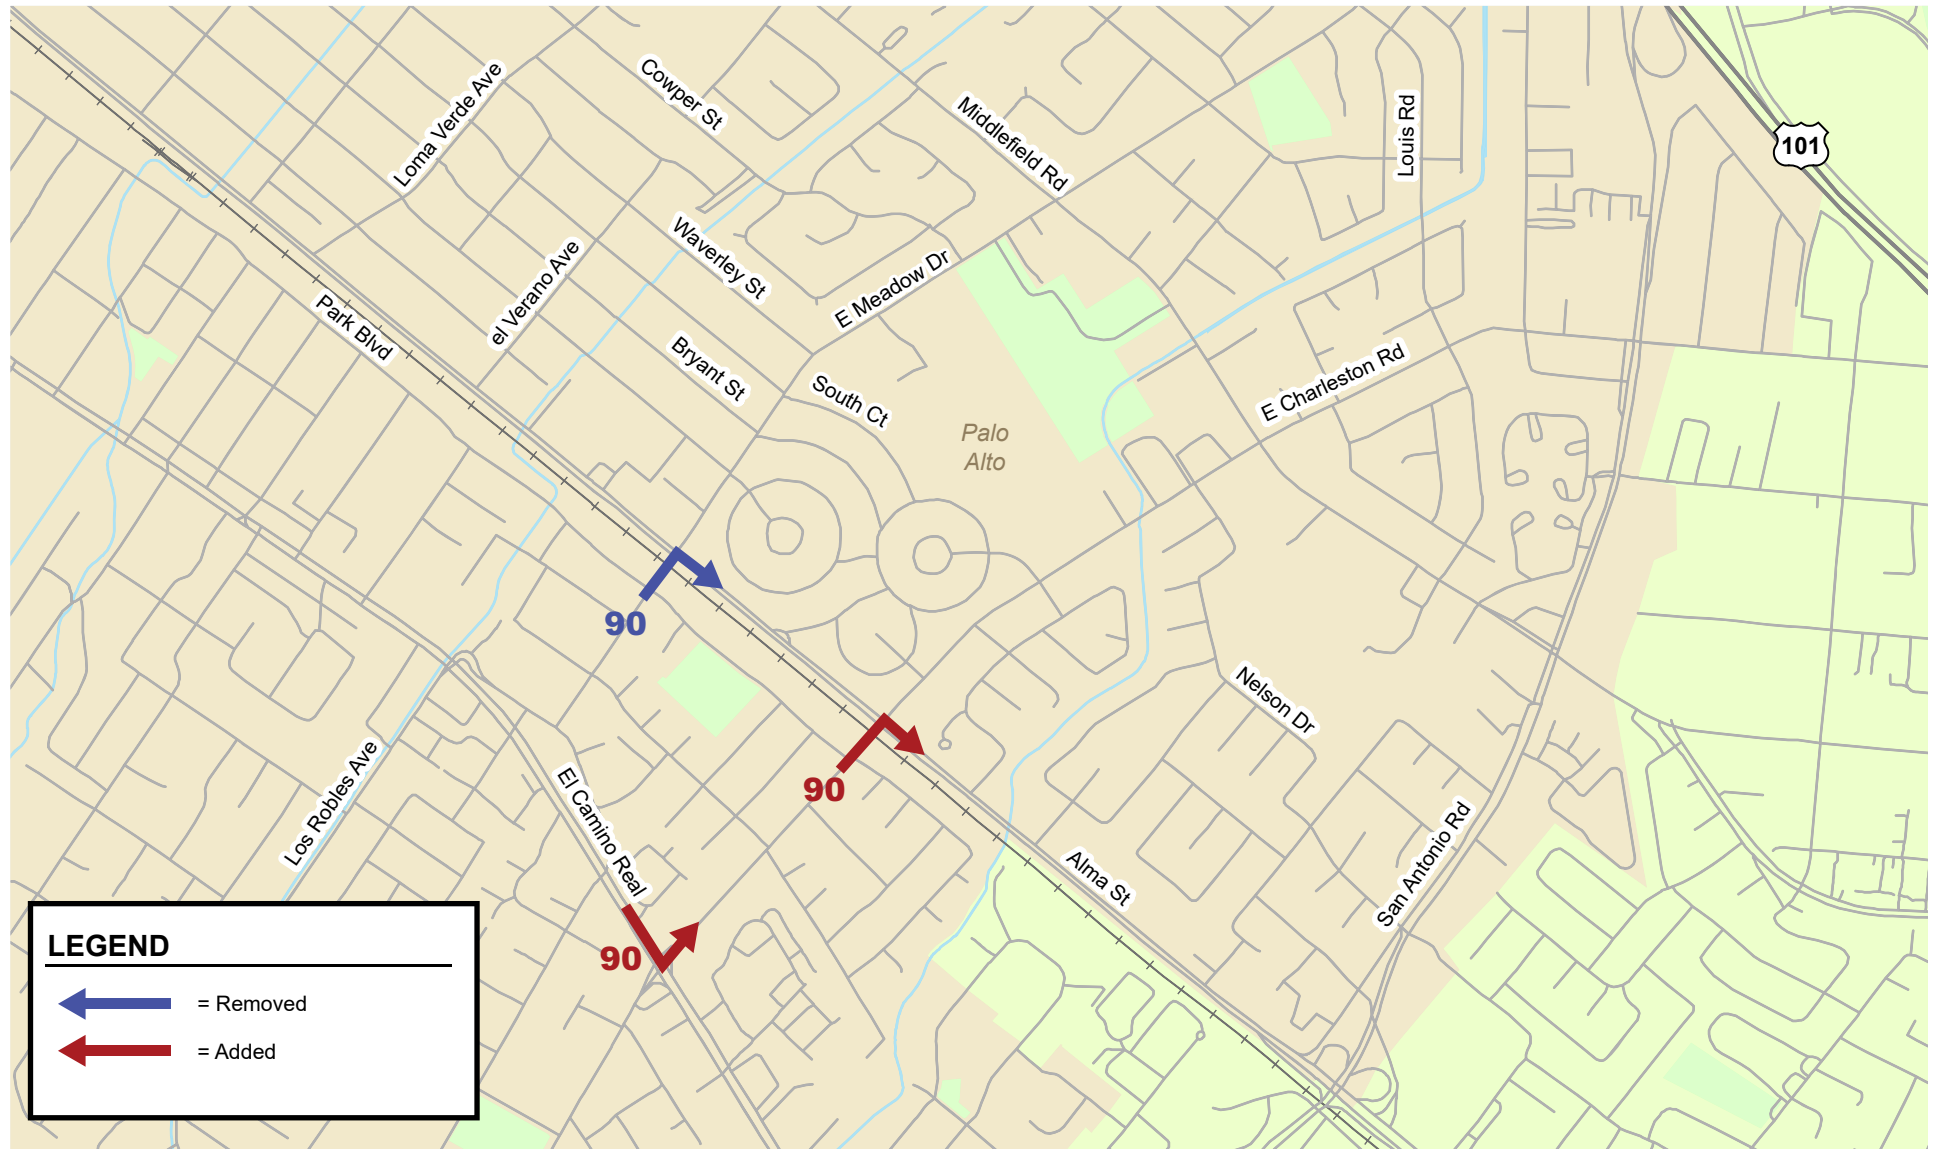 Cowper St
Loma Verde Ave
Middlefield Rd
Louis Rd
101
Waverley St
el Verano Ave
E Meadow Dr
Park Blvd
Bryant St
South Ct
E Charleston Rd
Palo
Alto
90
Nelson Dr
90
Los Robles Ave
El Camino Real
Alma St
San Antonio Rd
90
LEGEND
= Removed
= Added